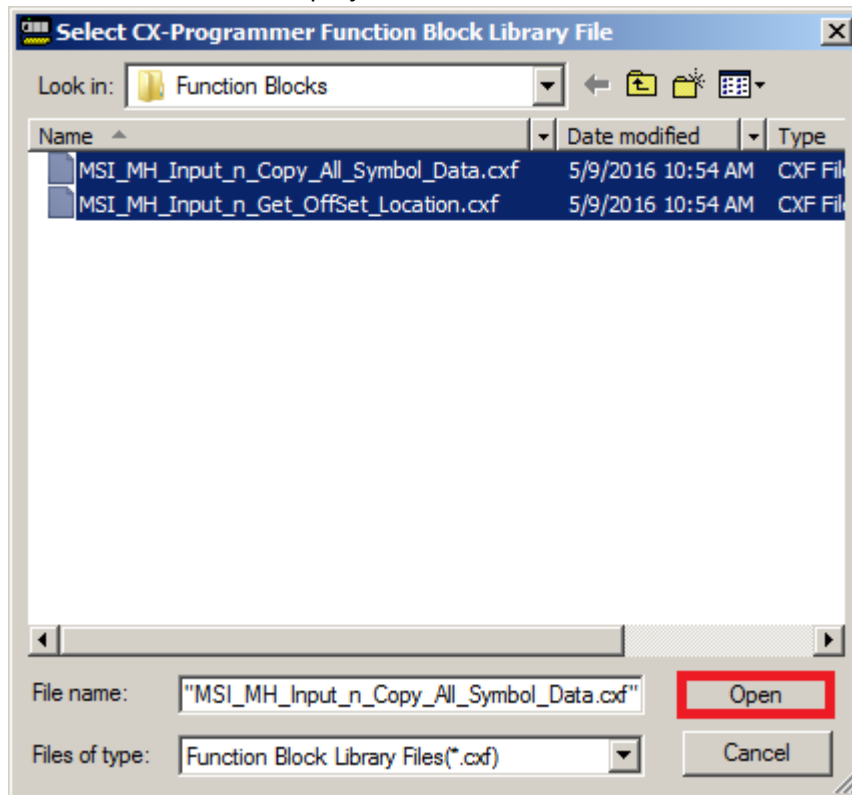 Select CX-Programmer Function Block Library File
Look in: Function Blocks
Name Date modified Type
MSI_MH_Input_n_Copy_All_Symbol_Data.cxf 5/9/2016 10:54 AM CXF Fil
MSI_MH_Input_n_Get_OffSet_Location.cxf 5/9/2016 10:54 AM CXF Fil
File name: "MSI_MH_Input_n_Copy_All_Symbol_Data.cxf" Open
Files of type: Function Block Library Files(*.cxf) Cancel